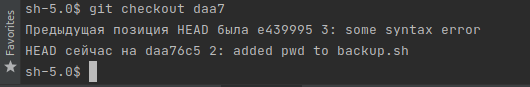 sh-5.0$ git checkout daa7
Предыдущая позиция HEAD была e439995 3: some syntax error
HEAD сейчас на daa76c5 2: added pwd to backup.sh
sh-5.0$
Favorites